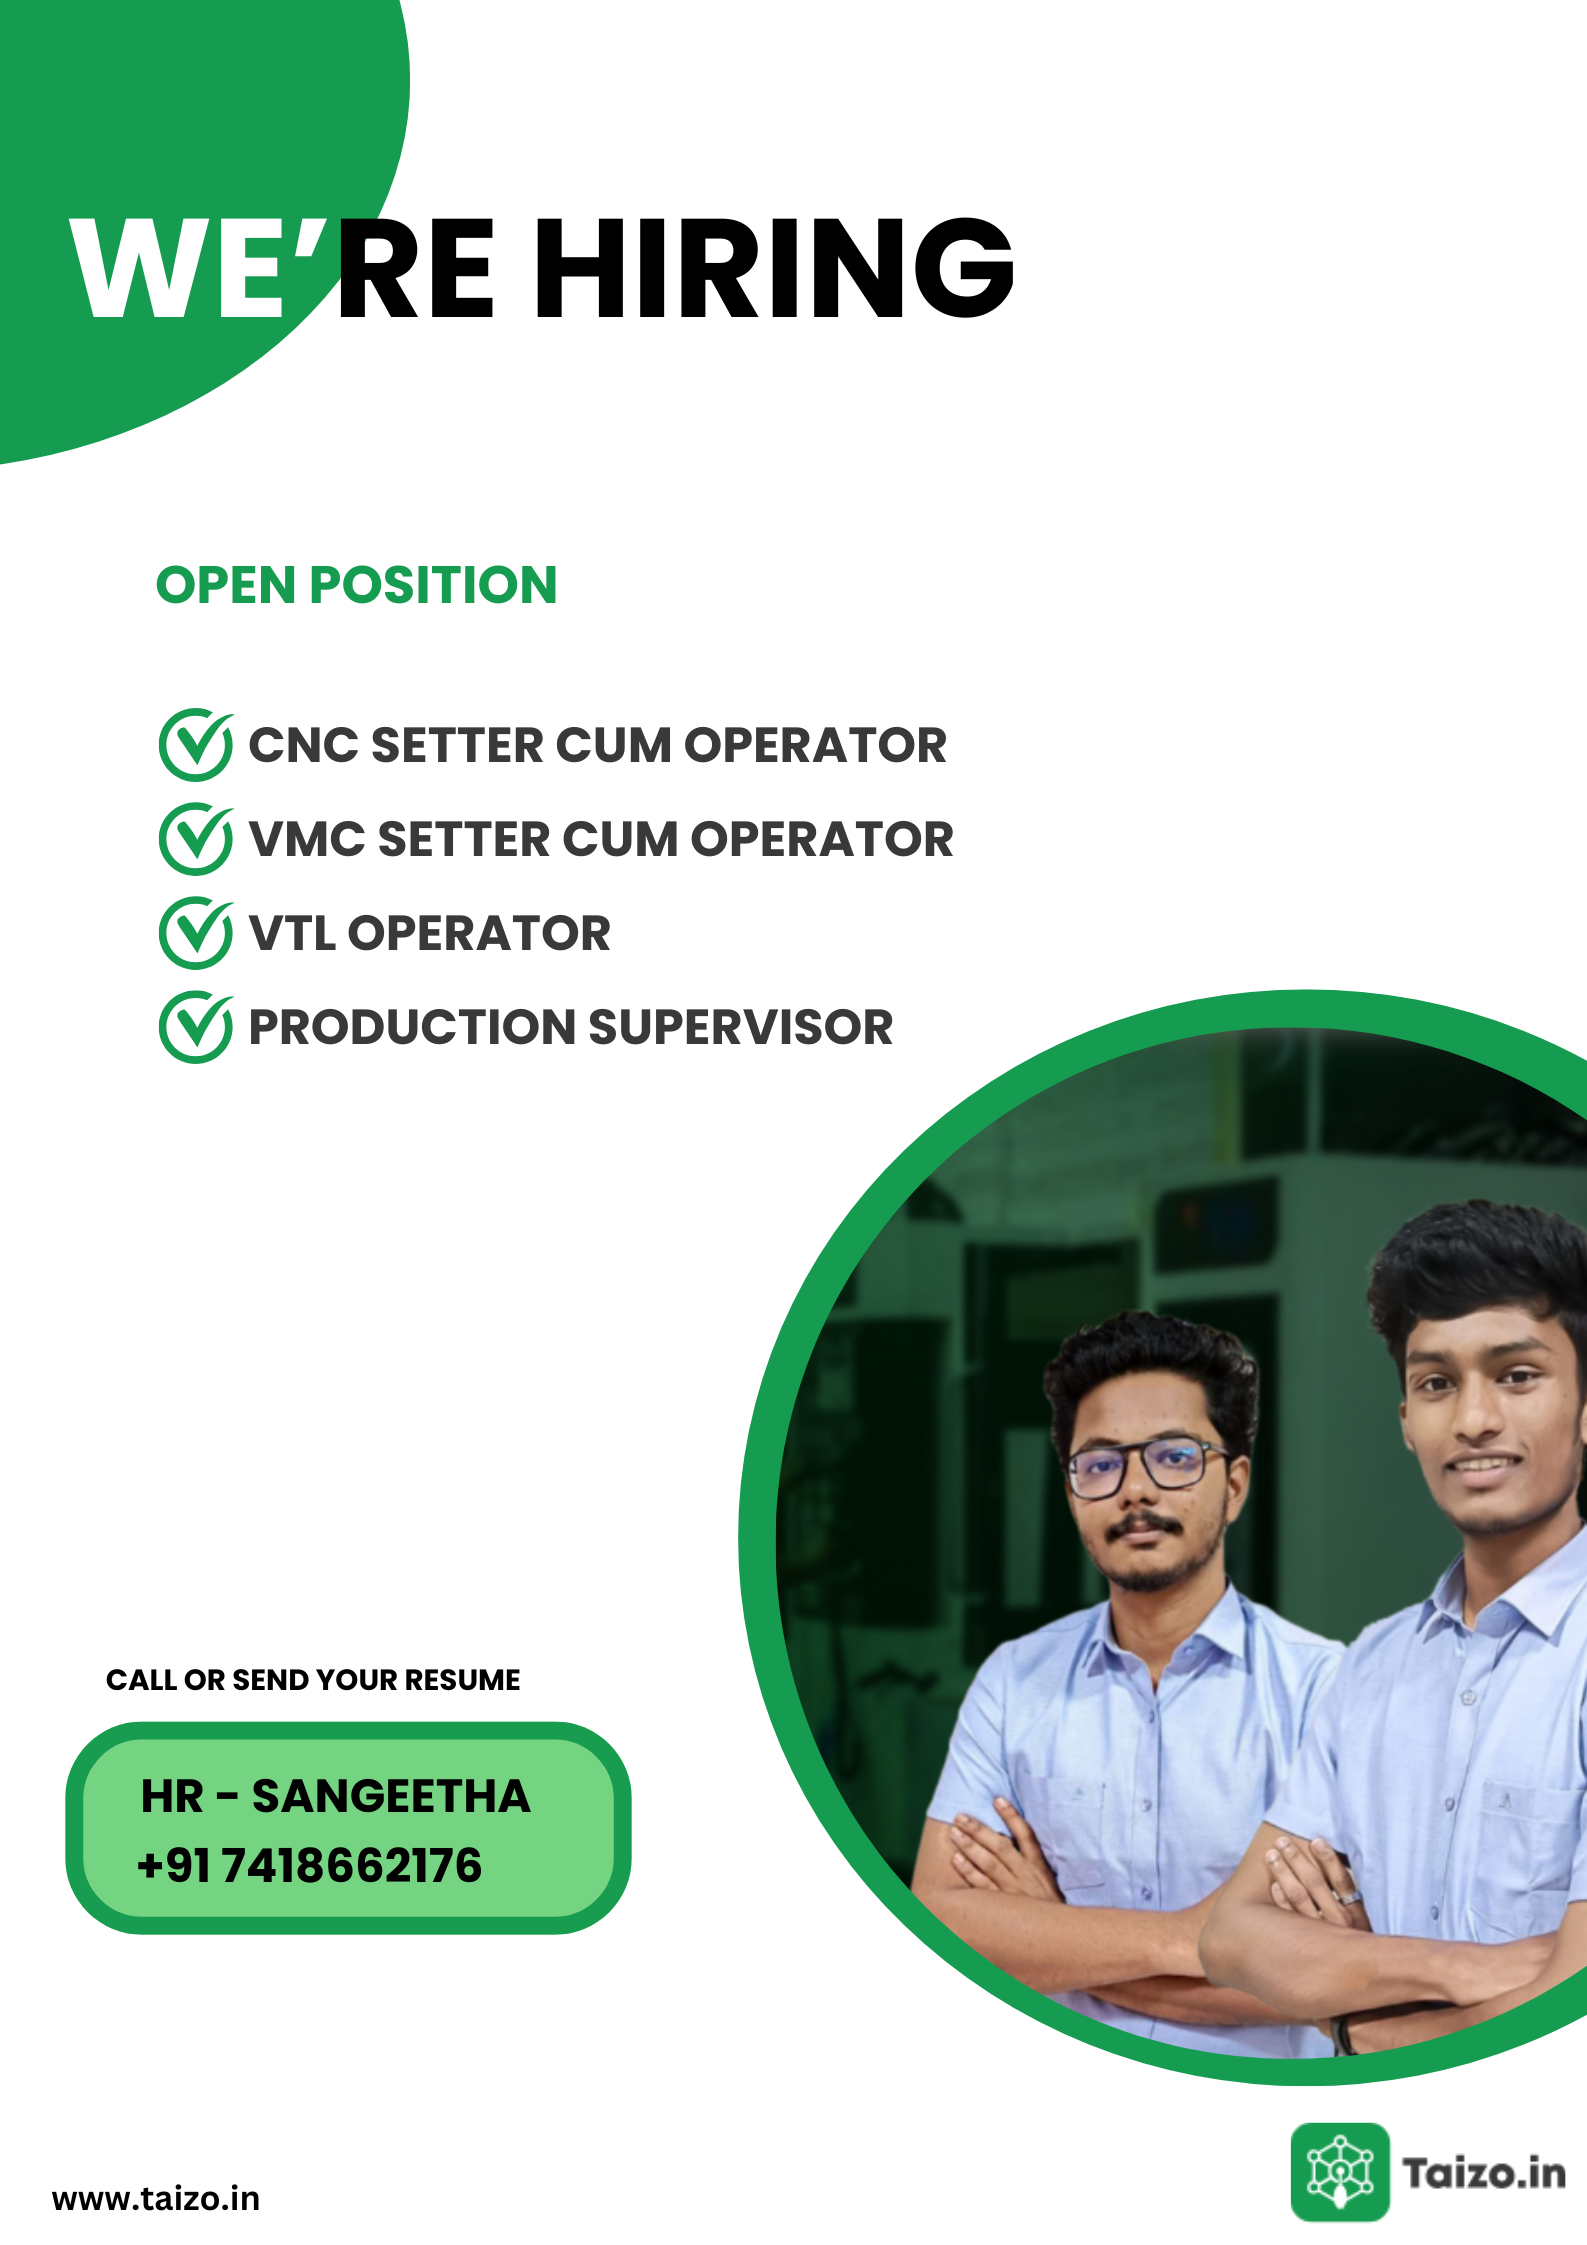 WE’RE HIRING
OPEN POSITION
CNC SETTER CUM OPERATOR
VMC SETTER CUM OPERATOR
VTL OPERATOR
PRODUCTION SUPERVISOR
CALL OR SEND YOUR RESUME
HR - SANGEETHA
+91 7418662176
www.taizo.in
Taizo.in